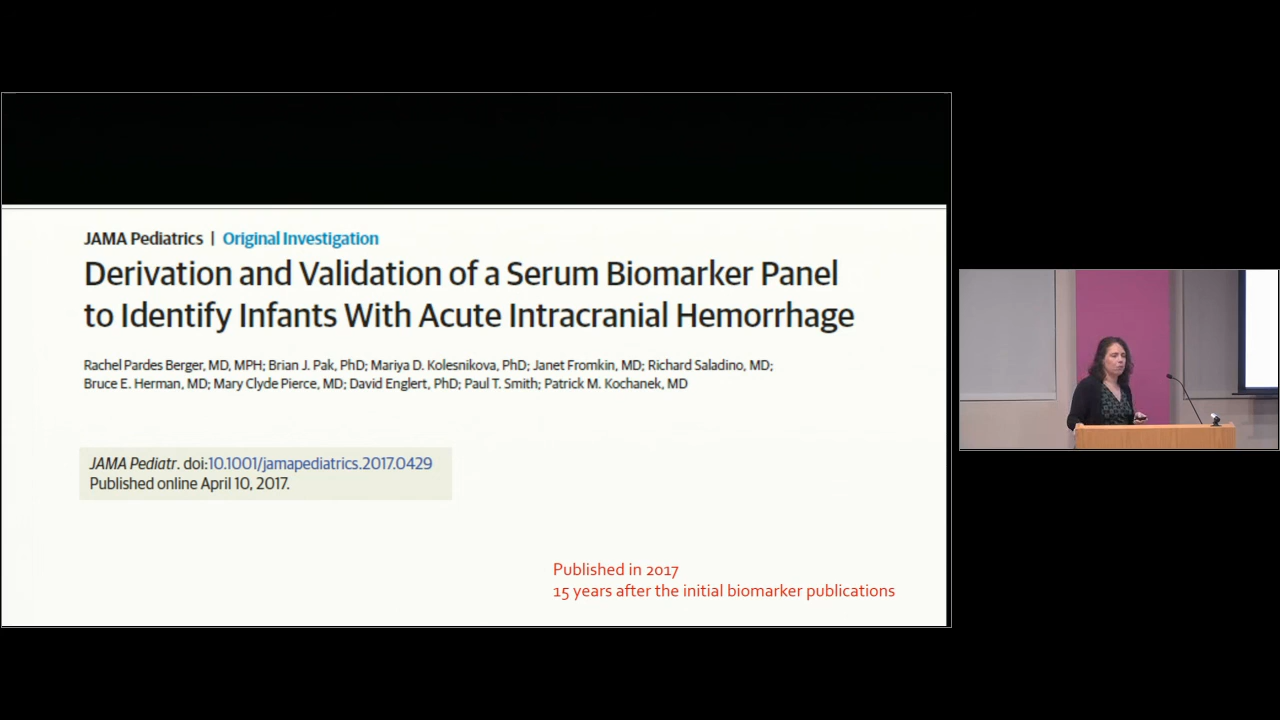 JAMA Pediatrics | Original Investigation
Derivation and Validation of a Serum Biomarker Panel
to Identify Infants With Acute Intracranial Hemorrhage
Rachel Pardes Berger, MD, MPH; Brian J. Pak, PhD; Mariya D. Kolesnikova, PhD; Janet Fromkin, MD; Richard Saladino, MD;
Bruce E. Herman, MD; Mary Clyde Pierce, MD; David Englert, PhD; Paul T. Smith; Patrick M. Kochanek, MD
JAMA Pediatr. doi:10.1001/jamapediatrics.2017.0429
Published online April 10, 2017.
Published in 2017
15 years after the initial biomarker publications